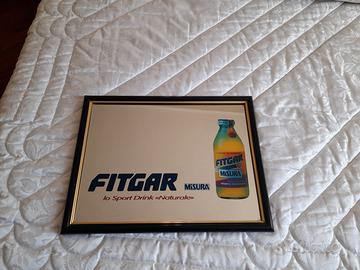 FITGAR MISURA
lo Sport Drink «Naturale»
FITGAR
MISURA